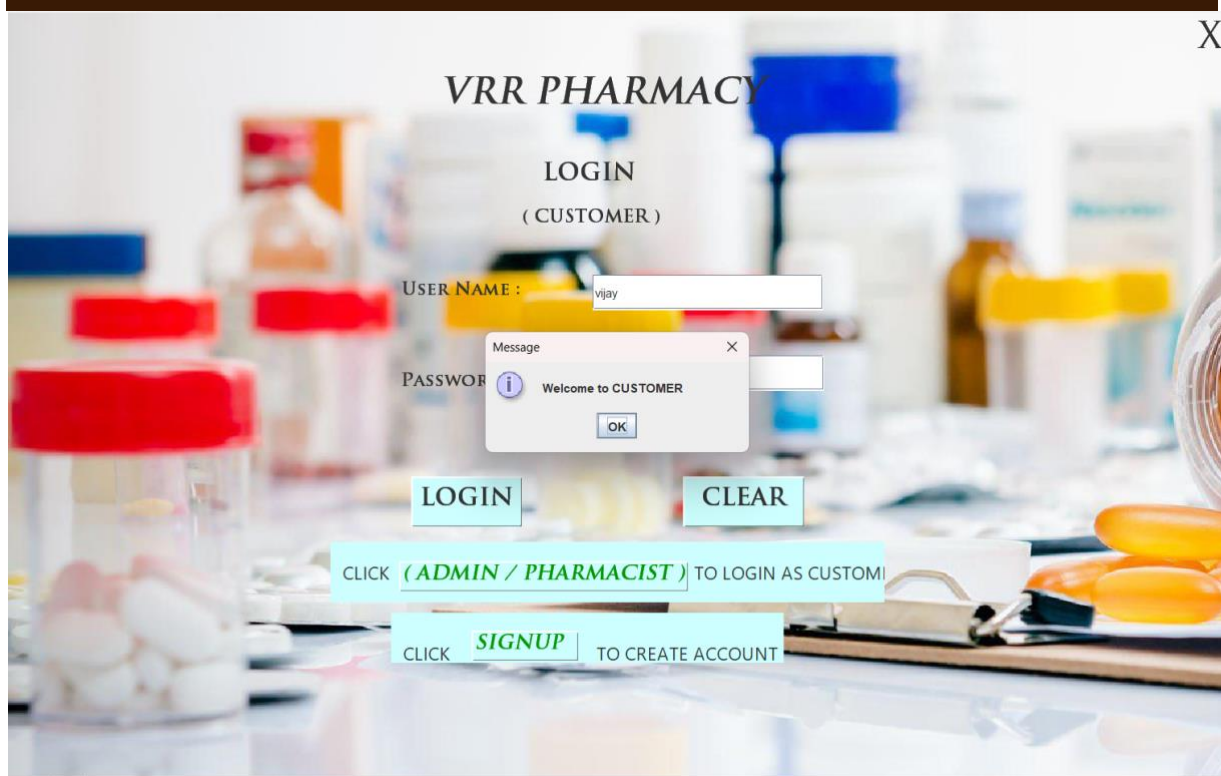 X
VRR PHARMACY
LOGIN
( CUSTOMER )
USER NAME :
vijay
Message
PASSWOR
Welcome to CUSTOMER
OK
LOGIN
CLEAR
CLICK ( ADMIN / PHARMACIST ) TO LOGIN AS CUSTOM
CLICK SIGNUP TO CREATE ACCOUNT